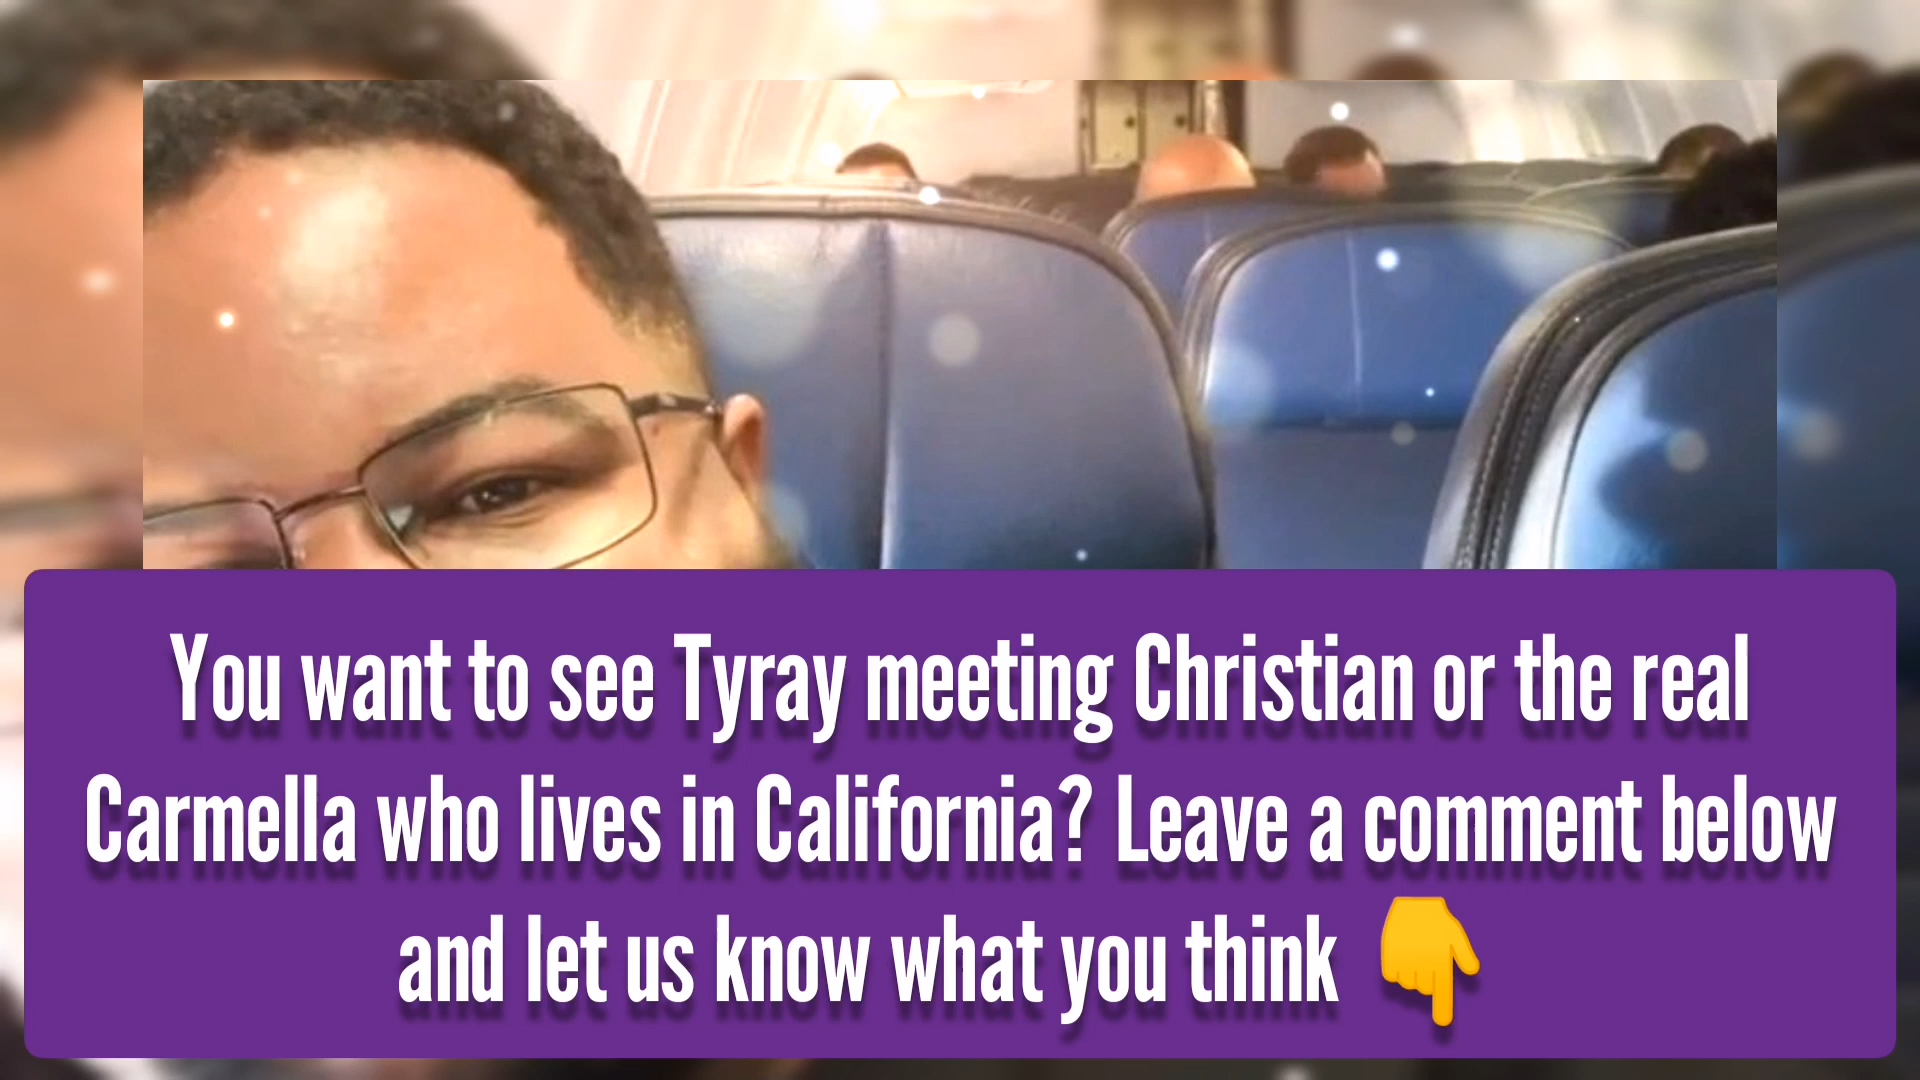 You want to see Tyray meeting Christian or the real
Carmella who lives in California? Leave a comment below
and let us know what you think 👇